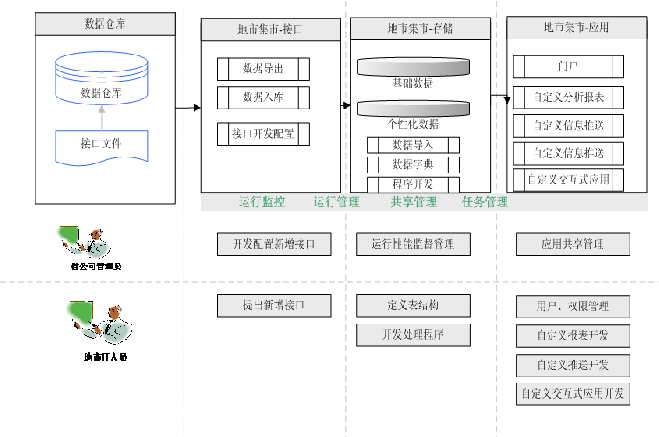 数据仓库
数据仓库
接口文件
地市集市-接口
数据导出
数据入库
接口开发配置
地市集市-存储
基础数据
个性化数据
数据导入
数据字典
程序开发
地市集市-应用
门户
自定义分析报表
自定义信息推送
自定义信息推送
自定义交互式应用
运行监控 运行管理 共享管理 任务管理
省公司管理员
开发配置新增接口
运行性能监督管理
应用共享管理
地市IT人员
提出新增接口
定义表结构
开发处理程序
用户、权限管理
自定义报表开发
自定义推送开发
自定义交互式应用开发